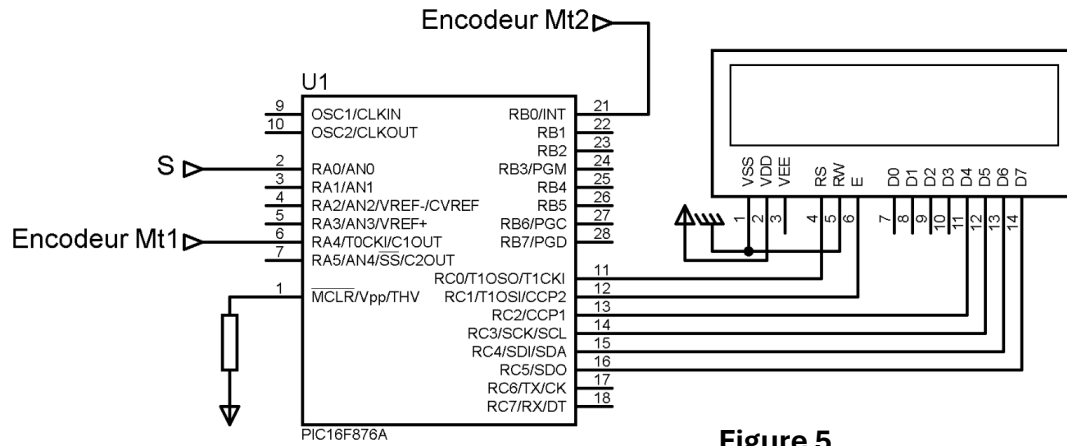 Encodeur Mt2
U1
9 OSC1/CLKIN RB0/INT 21
10 OSC2/CLKOUT RB1 22
RB2 23
S 2 RA0/AN0 RB3/PGM 24
3 RA1/AN1 RB4 25
4 RA2/AN2/VREF-/CVREF RB5 26
5 RA3/AN3/VREF+ RB6/PGC 27
Encodeur Mt1 6 RA4/T0CKI/C1OUT RB7/PGD 28
7 RA5/AN4/SS/C2OUT
RC0/T1OSO/T1CKI 11
1 MCLR/Vpp/THV RC1/T1OSI/CCP2 12
RC2/CCP1 13
RC3/SCK/SCL 14
RC4/SDI/SDA 15
RC5/SDO 16
RC6/TX/CK 17
RC7/RX/DT 18
PIC16F876A
VSS VDD VEE RS RW E D0 D1 D2 D3 D4 D5 D6 D7
1 2 3 4 5 6 7 8 9 10 11 12 13 14
Figure 5